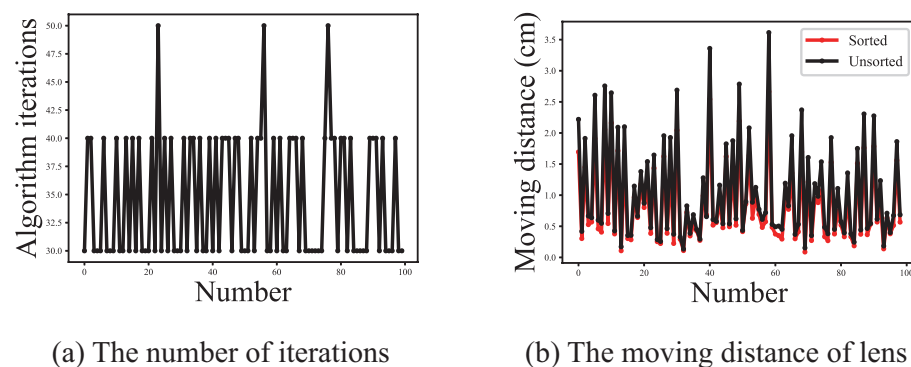 50.0
47.5
45.0
42.5
40.0
37.5
35.0
32.5
30.0
Algorithm iterations
0 20 40 60 80 100
Number
(a) The number of iterations
3.5
3.0
2.5
2.0
1.5
1.0
0.5
0.0
Moving distance (cm)
Sorted
Unsorted
0 20 40 60 80 100
Number
(b) The moving distance of lens